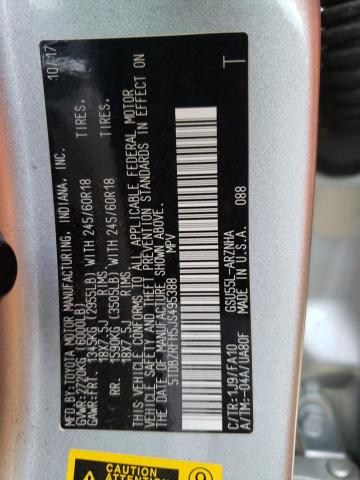 MFD. BY:
TOYOTA MOTOR MANUFACTURING, INDIANA, INC. 10/17
GVWR: 2720KG (6000LB)
GAWR: FRT. 1345KG (2955LB) WITH 245/60R18 TIRES,
18X7.5J RIMS,
RR. 1590KG (3505LB) WITH 245/60R18 TIRES,
18X7.5J RIMS,
THIS VEHICLE CONFORMS TO ALL APPLICABLE FEDERAL MOTOR
VEHICLE SAFETY AND THEFT PREVENTION STANDARDS IN EFFECT ON
THE DATE OF MANUFACTURE SHOWN ABOVE.
5TDBZRFH5JS495388 MPV
T
GSU55L-ARZNHA
C/TR: 1J9/FA10 MADE IN U.S.A. 088
A/TM:-04A/UA80F
CAUTION
ATTENTION